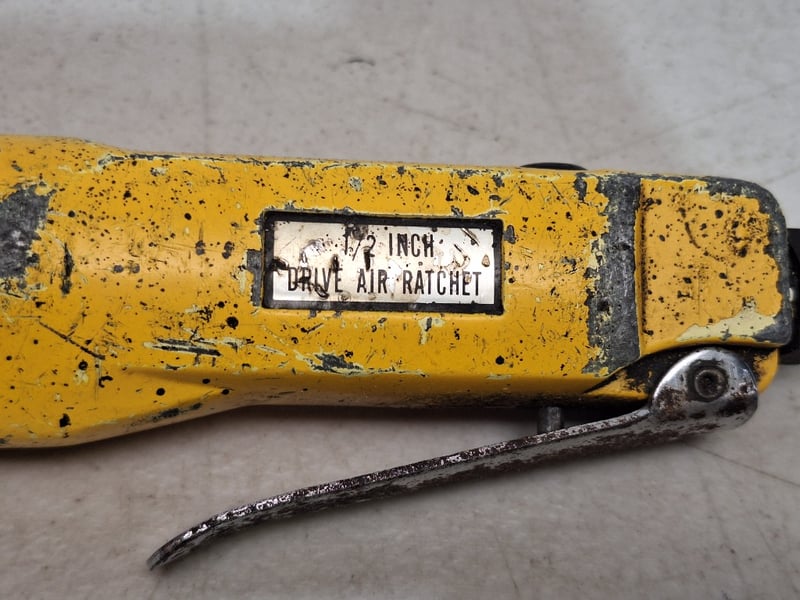 1/2 INCH
DRIVE AIR RATCHET